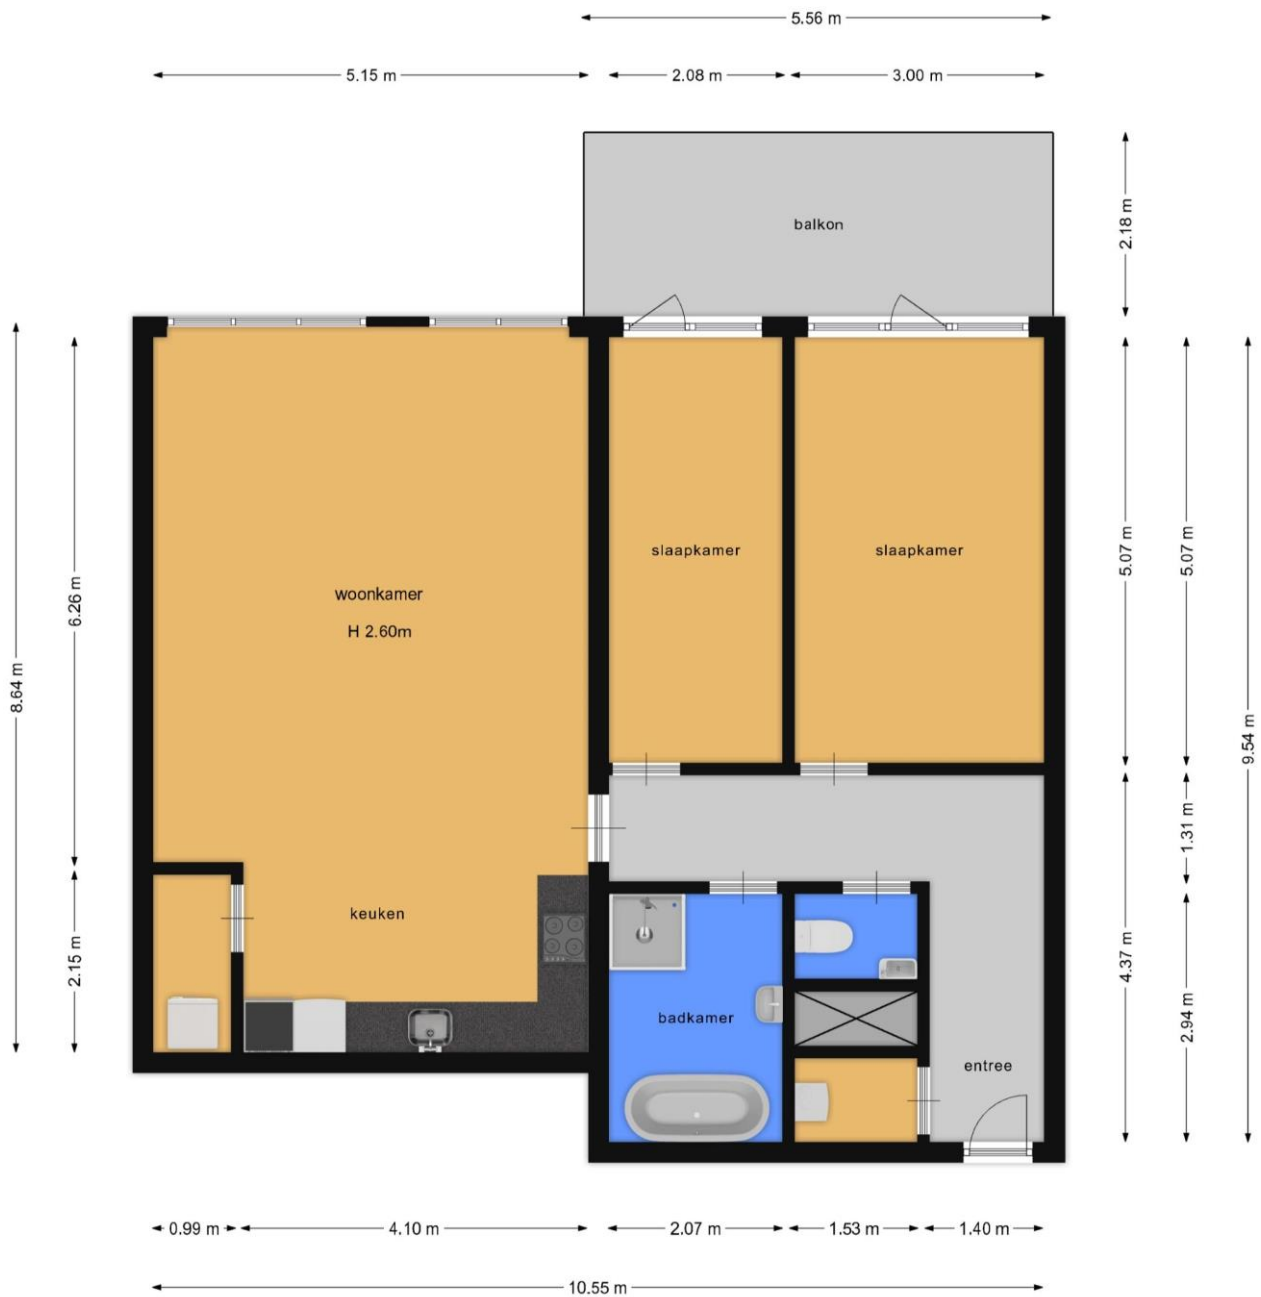 5.56 m
5.15 m
2.08 m
3.00 m
balkon
2.18 m
8.64 m
6.26 m
2.15 m
slaapkamer
slaapkamer
woonkamer
H 2.60m
5.07 m
5.07 m
9.54 m
1.31 m
4.37 m
2.94 m
keuken
badkamer
entree
0.99 m
4.10 m
2.07 m
1.53 m
1.40 m
10.55 m